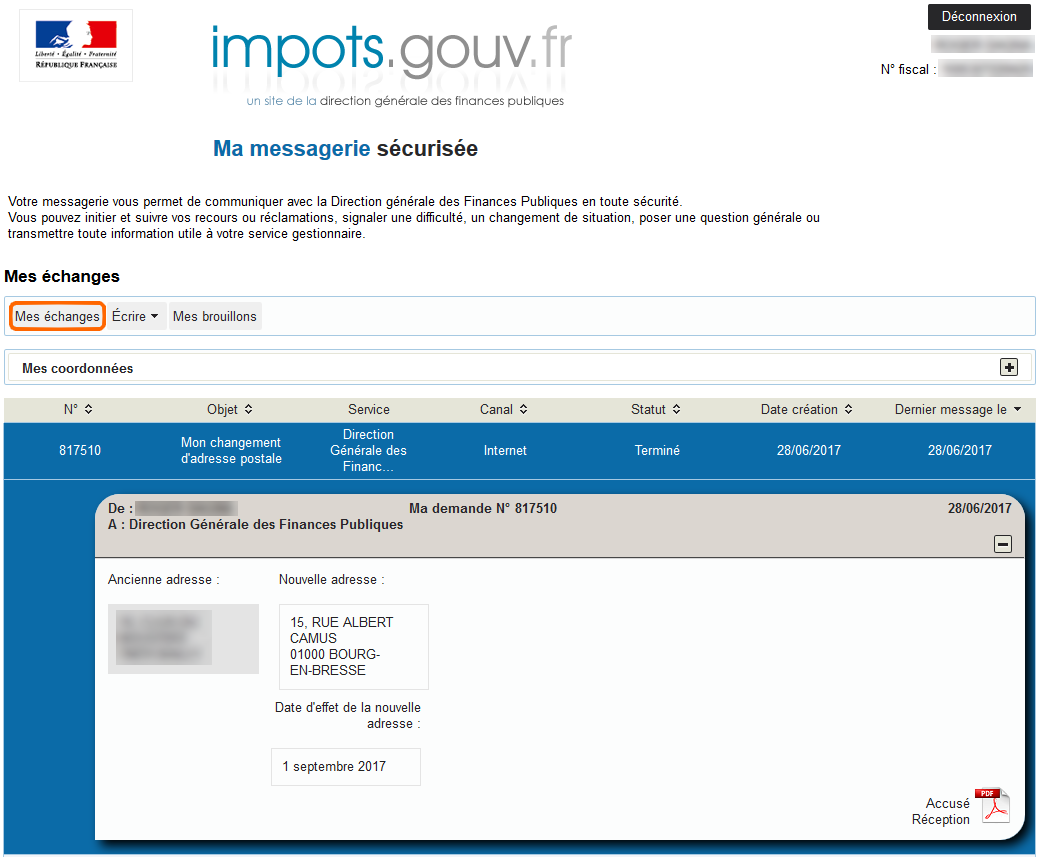 Liberté • Égalité • Fraternité
RÉPUBLIQUE FRANÇAISE
impots.gouv.fr
un site de la direction générale des finances publiques
Déconnexion
N° fiscal :
Ma messagerie sécurisée
Votre messagerie vous permet de communiquer avec la Direction générale des Finances Publiques en toute sécurité.
Vous pouvez initier et suivre vos recours ou réclamations, signaler une difficulté, un changement de situation, poser une question générale ou
transmettre toute information utile à votre service gestionnaire.
Mes échanges
Mes échanges Écrire Mes brouillons
Mes coordonnées
N° Objet Service Canal Statut Date création Dernier message le
817510 Mon changement d'adresse postale Direction Générale des Financ... Internet Terminé 28/06/2017 28/06/2017
De : Ma demande N° 817510 28/06/2017
A : Direction Générale des Finances Publiques
Ancienne adresse : Nouvelle adresse :
15, RUE ALBERT
CAMUS
01000 BOURG-
EN-BRESSE
Date d'effet de la nouvelle
adresse :
1 septembre 2017
Accusé
Réception
PDF